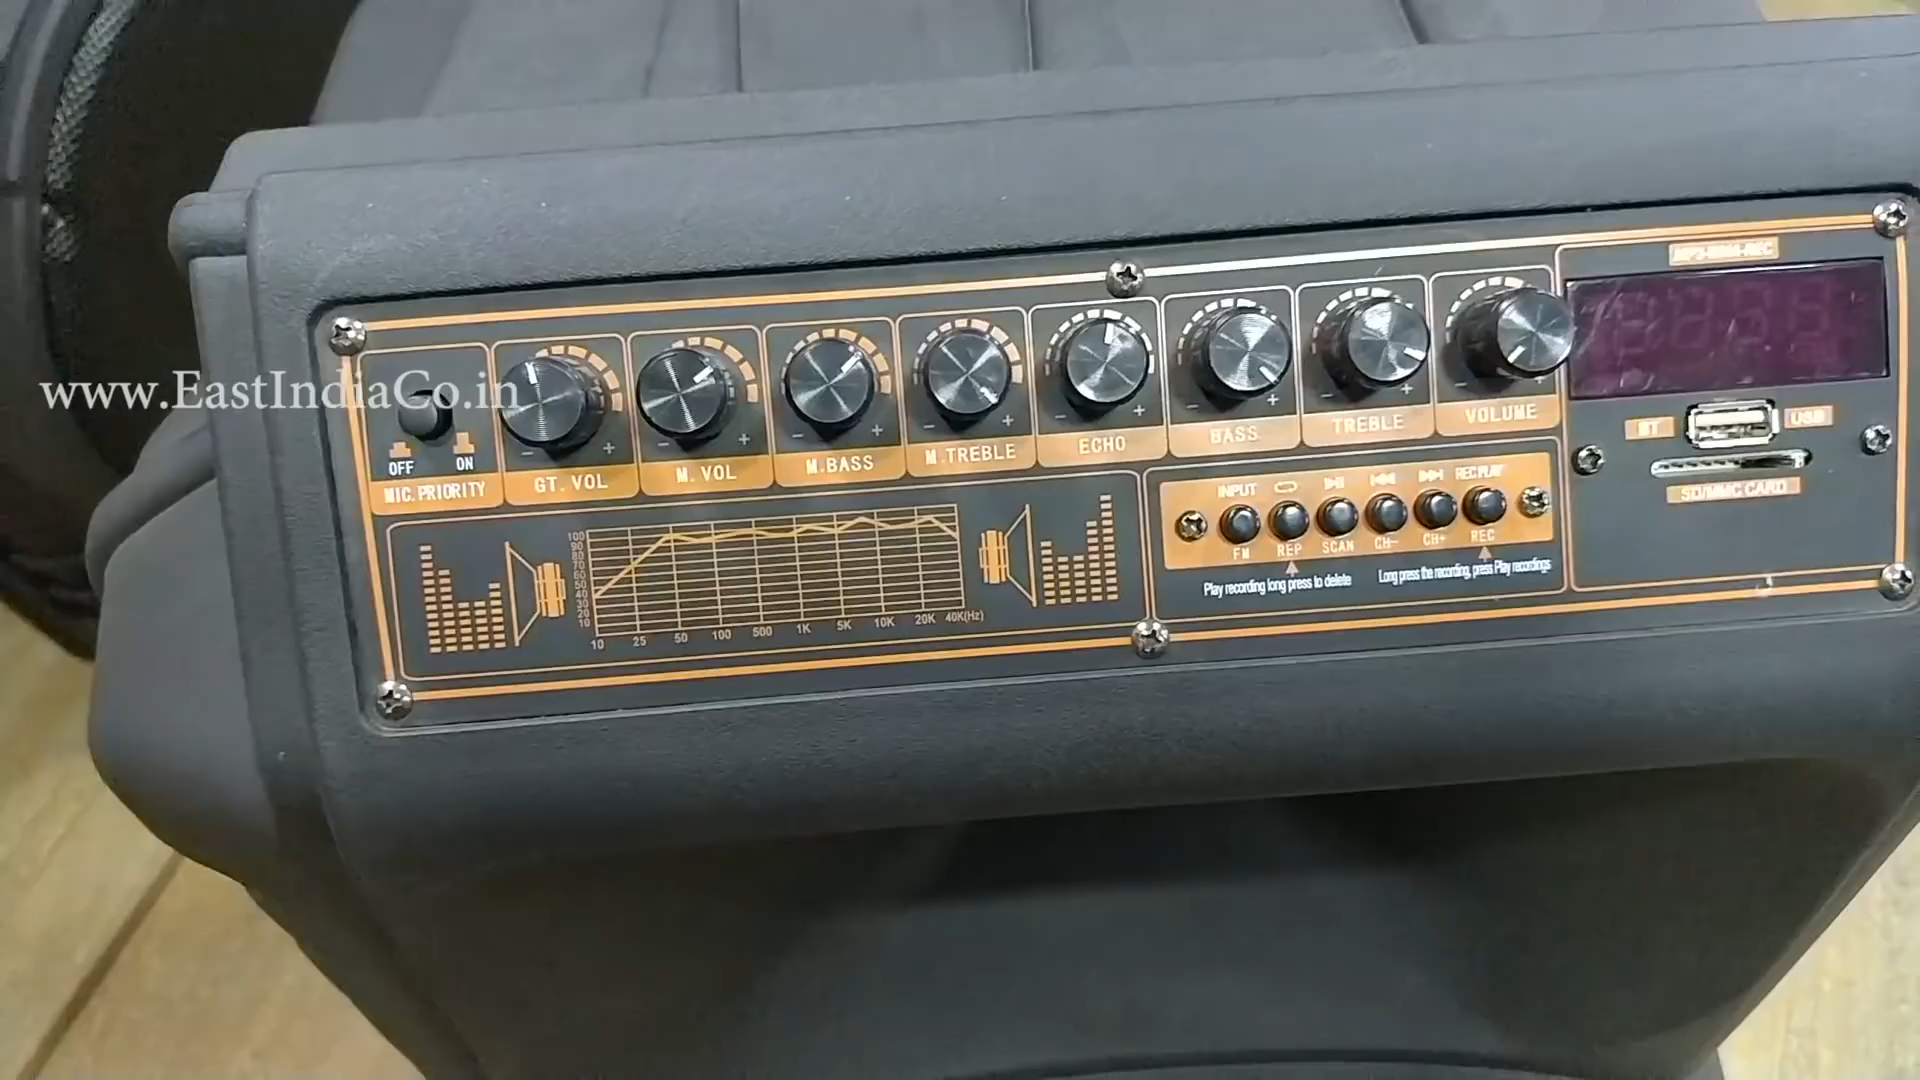 www.EastIndiaCo.in
OFF ON
MIC.PRIORITY
- +
GT. VOL
- +
M. VOL
- +
M.BASS
- +
M.TREBLE
- +
ECHO
- +
BASS
- +
TREBLE
- +
VOLUME
BT
USB
SD/MMC CARD
INPUT
REC PLAY
FM REP SCAN CH- CH+ REC
Play recording long press to delete
Long press the recording, press Play recordings
100
90
80
70
60
50
40
30
20
10
10 25 50 100 500 1K 5K 10K 20K 40K(Hz)